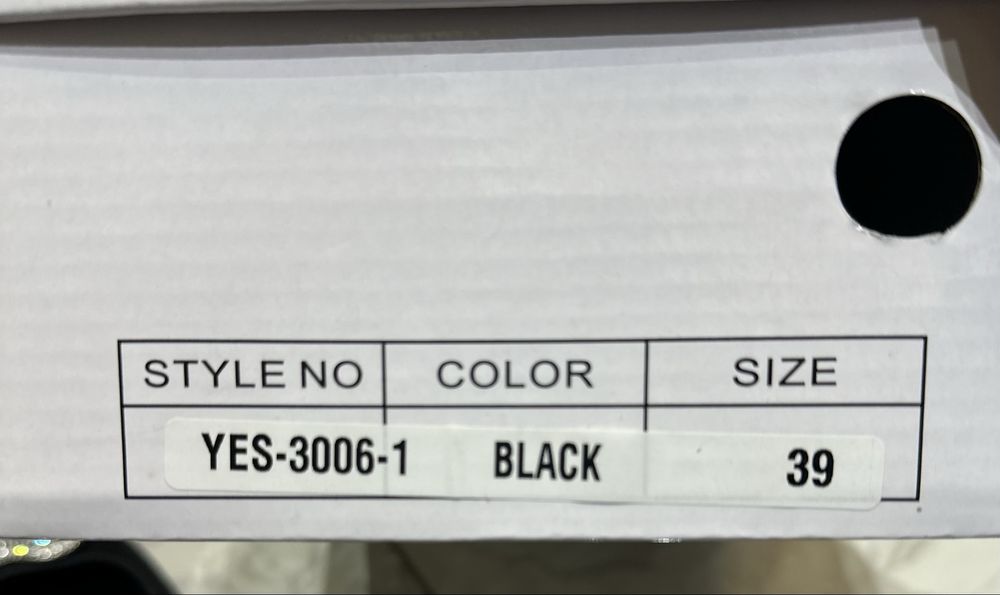 STYLE NO COLOR SIZE
YES-3006-1 BLACK 39